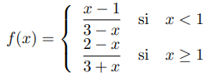 f(x) = { (x − 1)/(3 − x) si x < 1
(2 − x)/(3 + x) si x ≥ 1